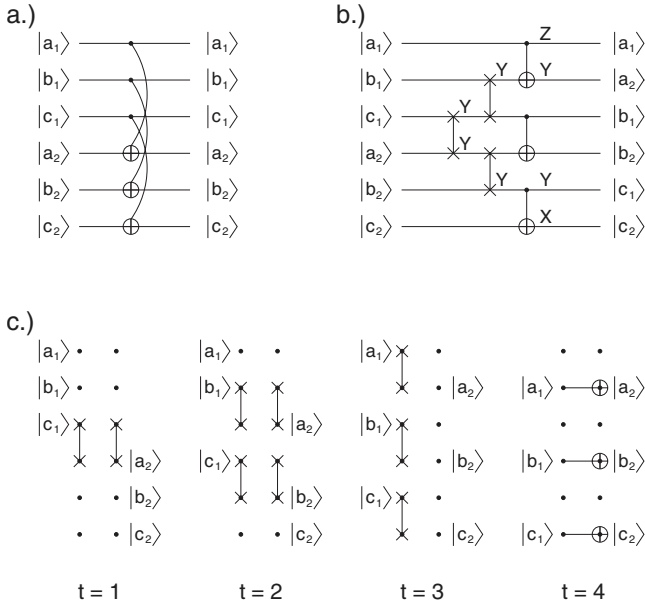 a.) b.)
|a₁⟩ |a₁⟩ |a₁⟩ Z |a₁⟩
|b₁⟩ |b₁⟩ |b₁⟩ Y Y |a₂⟩
|c₁⟩ |c₁⟩ |c₁⟩ Y |b₁⟩
|a₂⟩ |a₂⟩ |a₂⟩ Y |b₂⟩
|b₂⟩ |b₂⟩ |b₂⟩ Y Y |c₁⟩
|c₂⟩ |c₂⟩ |c₂⟩ X |c₂⟩
c.)
|a₁⟩ |a₁⟩ |a₁⟩
|b₁⟩ |b₁⟩ |a₂⟩ |a₁⟩ |a₂⟩
|c₁⟩ |a₂⟩ |b₁⟩
|a₂⟩ |c₁⟩ |b₂⟩ |b₁⟩ |b₂⟩
|b₂⟩ |b₂⟩ |c₁⟩
|c₂⟩ |c₂⟩ |c₂⟩ |c₁⟩ |c₂⟩
t = 1 t = 2 t = 3 t = 4